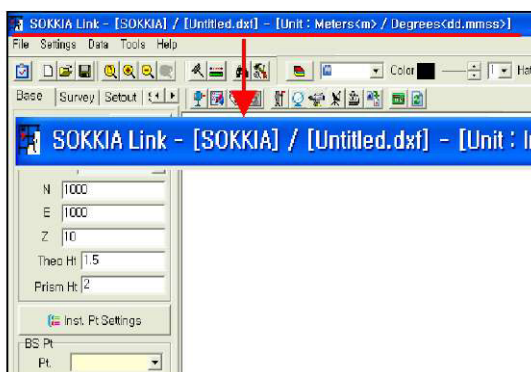 SOKKIA Link - [SOKKIA] / [Untitled.dxf] - [Unit : Meters<m> / Degrees<dd.mmss>]
File Settings Data Tools Help
Color 1
Base Survey Setout
SOKKIA Link - [SOKKIA] / [Untitled.dxf] - [Unit :
N 1000
E 1000
Z 10
Theo Ht 1.5
Prism Ht 2
Inst. Pt Settings
BS Pt
Pt.